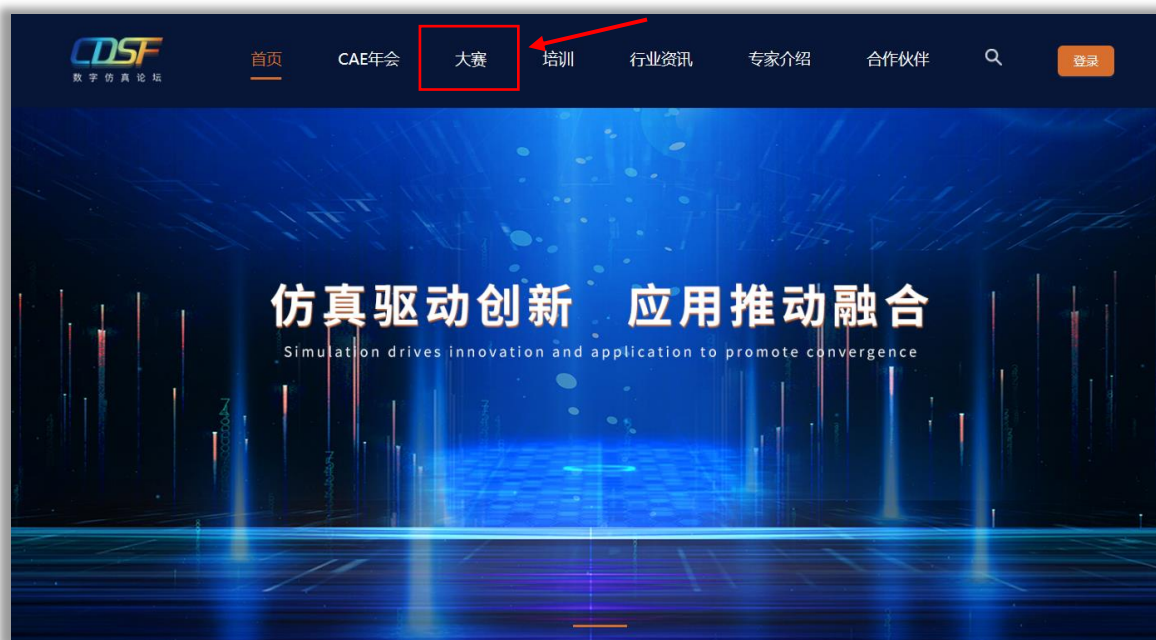 CDSF
数字仿真论坛
首页 CAE年会 大赛 培训 行业资讯 专家介绍 合作伙伴 登录
仿真驱动创新 应用推动融合
Simulation drives innovation and application to promote convergence